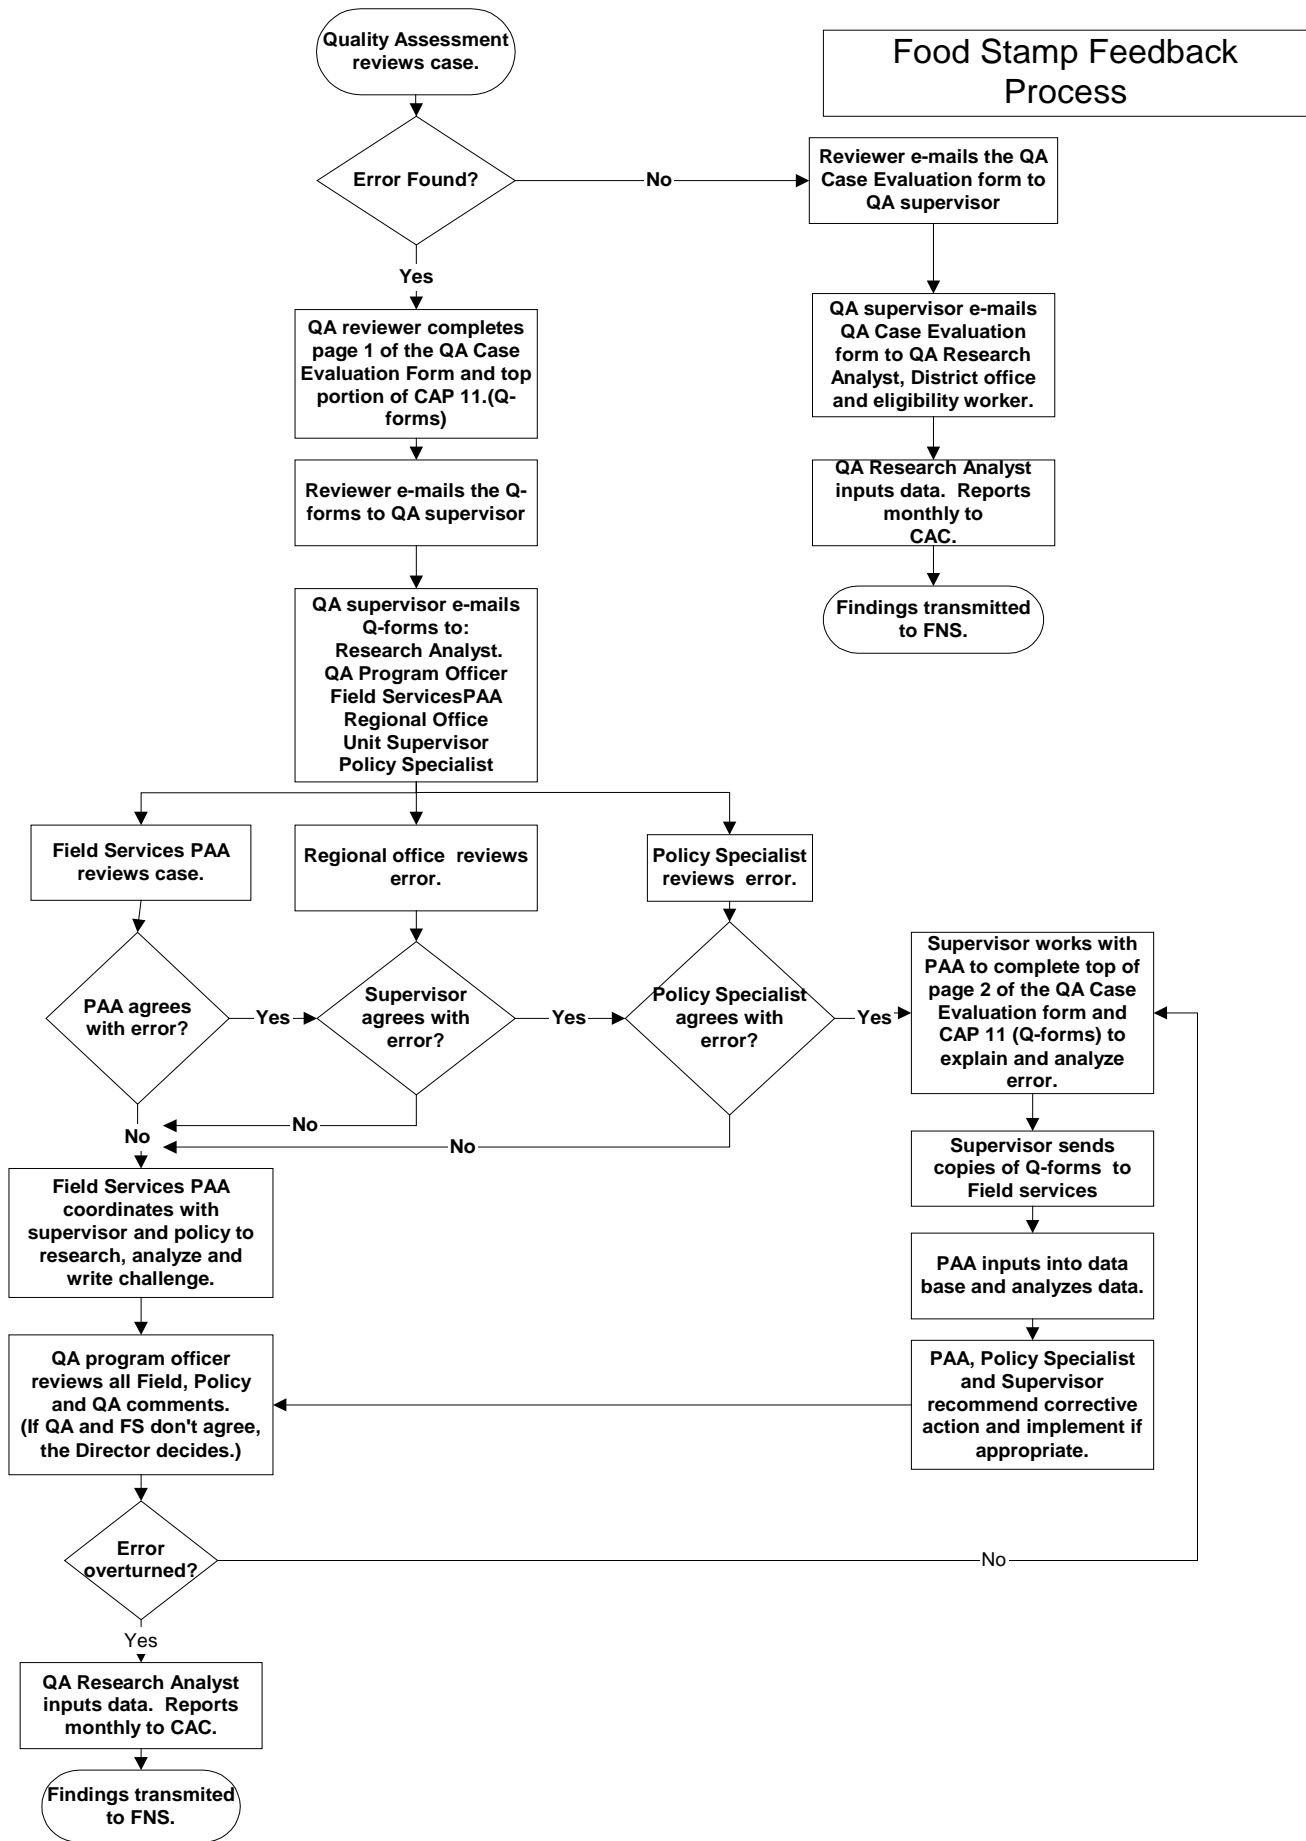 Quality Assessment
reviews case.
Food Stamp Feedback
Process
Error Found?
No
Reviewer e-mails the QA
Case Evaluation form to
QA supervisor
Yes
QA reviewer completes
page 1 of the QA Case
Evaluation Form and top
portion of CAP 11.(Q-
forms)
QA supervisor e-mails
QA Case Evaluation
form to QA Research
Analyst, District office
and eligibility worker.
Reviewer e-mails the Q-
forms to QA supervisor
QA Research Analyst
inputs data.  Reports
monthly to
CAC.
QA supervisor e-mails
Q-forms to:
Research Analyst.
QA Program Officer
Field ServicesPAA
Regional Office
Unit Supervisor
Policy Specialist
Findings transmitted
to FNS.
Field Services PAA
reviews case.
Regional office  reviews
error.
Policy Specialist
reviews  error.
PAA agrees
with error?
Yes
Supervisor
agrees with
error?
Yes
Policy Specialist
agrees with
error?
Yes
Supervisor works with
PAA to complete top of
page 2 of the QA Case
Evaluation form and
CAP 11 (Q-forms) to
explain and analyze
error.
No
No
No
Supervisor sends
copies of Q-forms  to
Field services
Field Services PAA
coordinates with
supervisor and policy to
research, analyze and
write challenge.
PAA inputs into data
base and analyzes data.
QA program officer
reviews all Field, Policy
and QA comments.
(If QA and FS don't agree,
the Director decides.)
PAA, Policy Specialist
and Supervisor
recommend corrective
action and implement if
appropriate.
Error
overturned?
No
Yes
QA Research Analyst
inputs data.  Reports
monthly to CAC.
Findings transmited
to FNS.